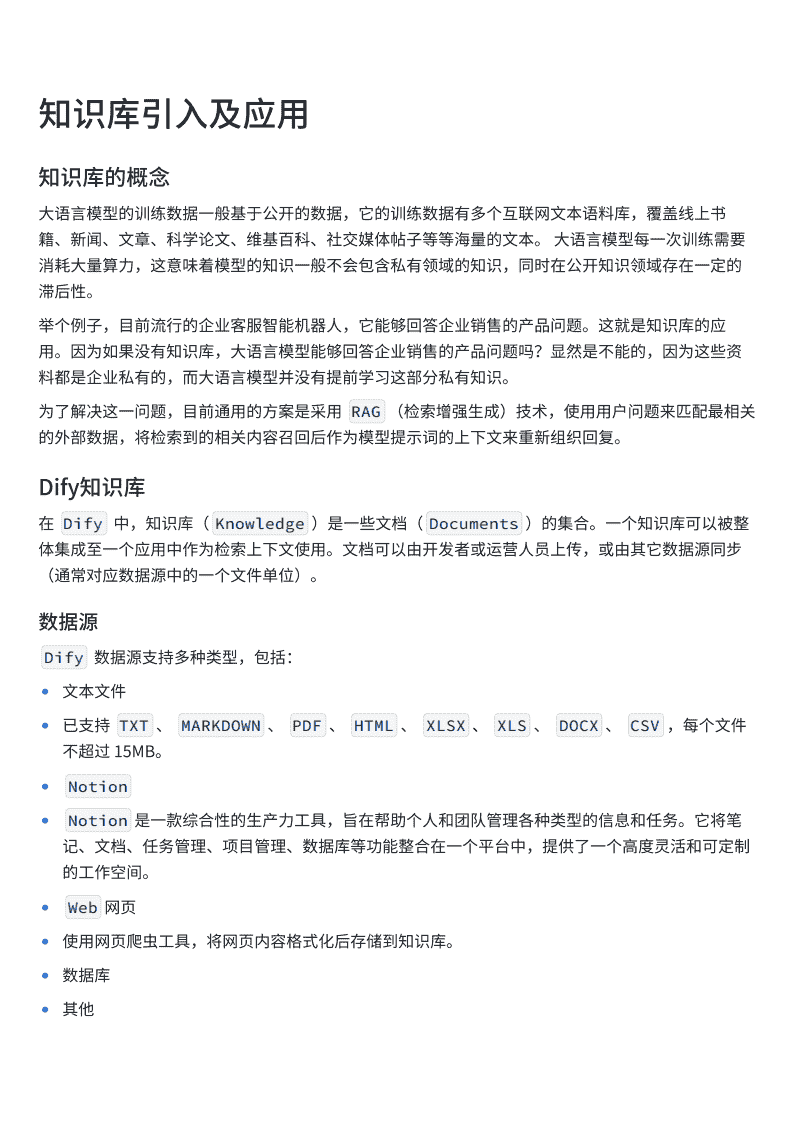 知识库引入及应用
知识库的概念
大语言模型的训练数据一般基于公开的数据，它的训练数据有多个互联网文本语料库，覆盖线上书
籍、新闻、文章、科学论文、维基百科、社交媒体帖子等等海量的文本。 大语言模型每一次训练需要
消耗大量算力，这意味着模型的知识一般不会包含私有领域的知识，同时在公开知识领域存在一定的
滞后性。
举个例子，目前流行的企业客服智能机器人，它能够回答企业销售的产品问题。这就是知识库的应
用。因为如果没有知识库，大语言模型能够回答企业销售的产品问题吗？显然是不能的，因为这些资
料都是企业私有的，而大语言模型并没有提前学习这部分私有知识。
为了解决这一问题，目前通用的方案是采用 RAG（检索增强生成）技术，使用用户问题来匹配最相关
的外部数据，将检索到的相关内容召回后作为模型提示词的上下文来重新组织回复。
Dify知识库
在 Dify 中，知识库（Knowledge）是一些文档（Documents）的集合。一个知识库可以被整
体集成至一个应用中作为检索上下文使用。文档可以由开发者或运营人员上传，或由其它数据源同步
（通常对应数据源中的一个文件单位）。
数据源
Dify 数据源支持多种类型，包括：
• 文本文件
• 已支持 TXT、 MARKDOWN、 PDF、 HTML、 XLSX、 XLS、 DOCX、 CSV，每个文件
不超过 15MB。
• Notion
• Notion是一款综合性的生产力工具，旨在帮助个人和团队管理各种类型的信息和任务。它将笔
记、文档、任务管理、项目管理、数据库等功能整合在一个平台中，提供了一个高度灵活和可定制
的工作空间。
• Web网页
• 使用网页爬虫工具，将网页内容格式化后存储到知识库。
• 数据库
• 其他